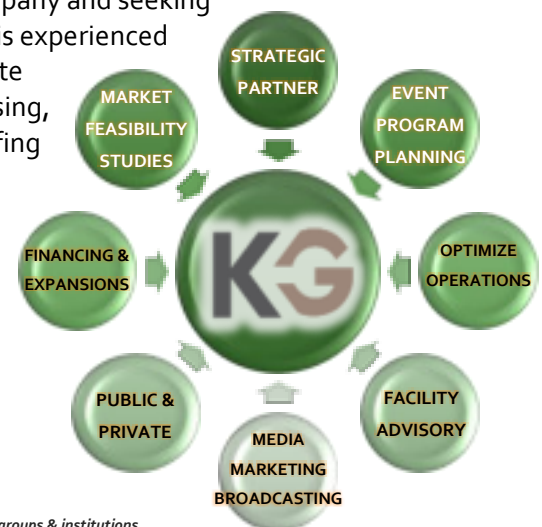 pany and seeking
is experienced
te
sing,
fing
STRATEGIC
PARTNER
MARKET
FEASIBILITY
STUDIES
EVENT
PROGRAM
PLANNING
FINANCING &
EXPANSIONS
KG
OPTIMIZE
OPERATIONS
PUBLIC &
PRIVATE
FACILITY
ADVISORY
MEDIA
MARKETING
BROADCASTING
groups & institutions